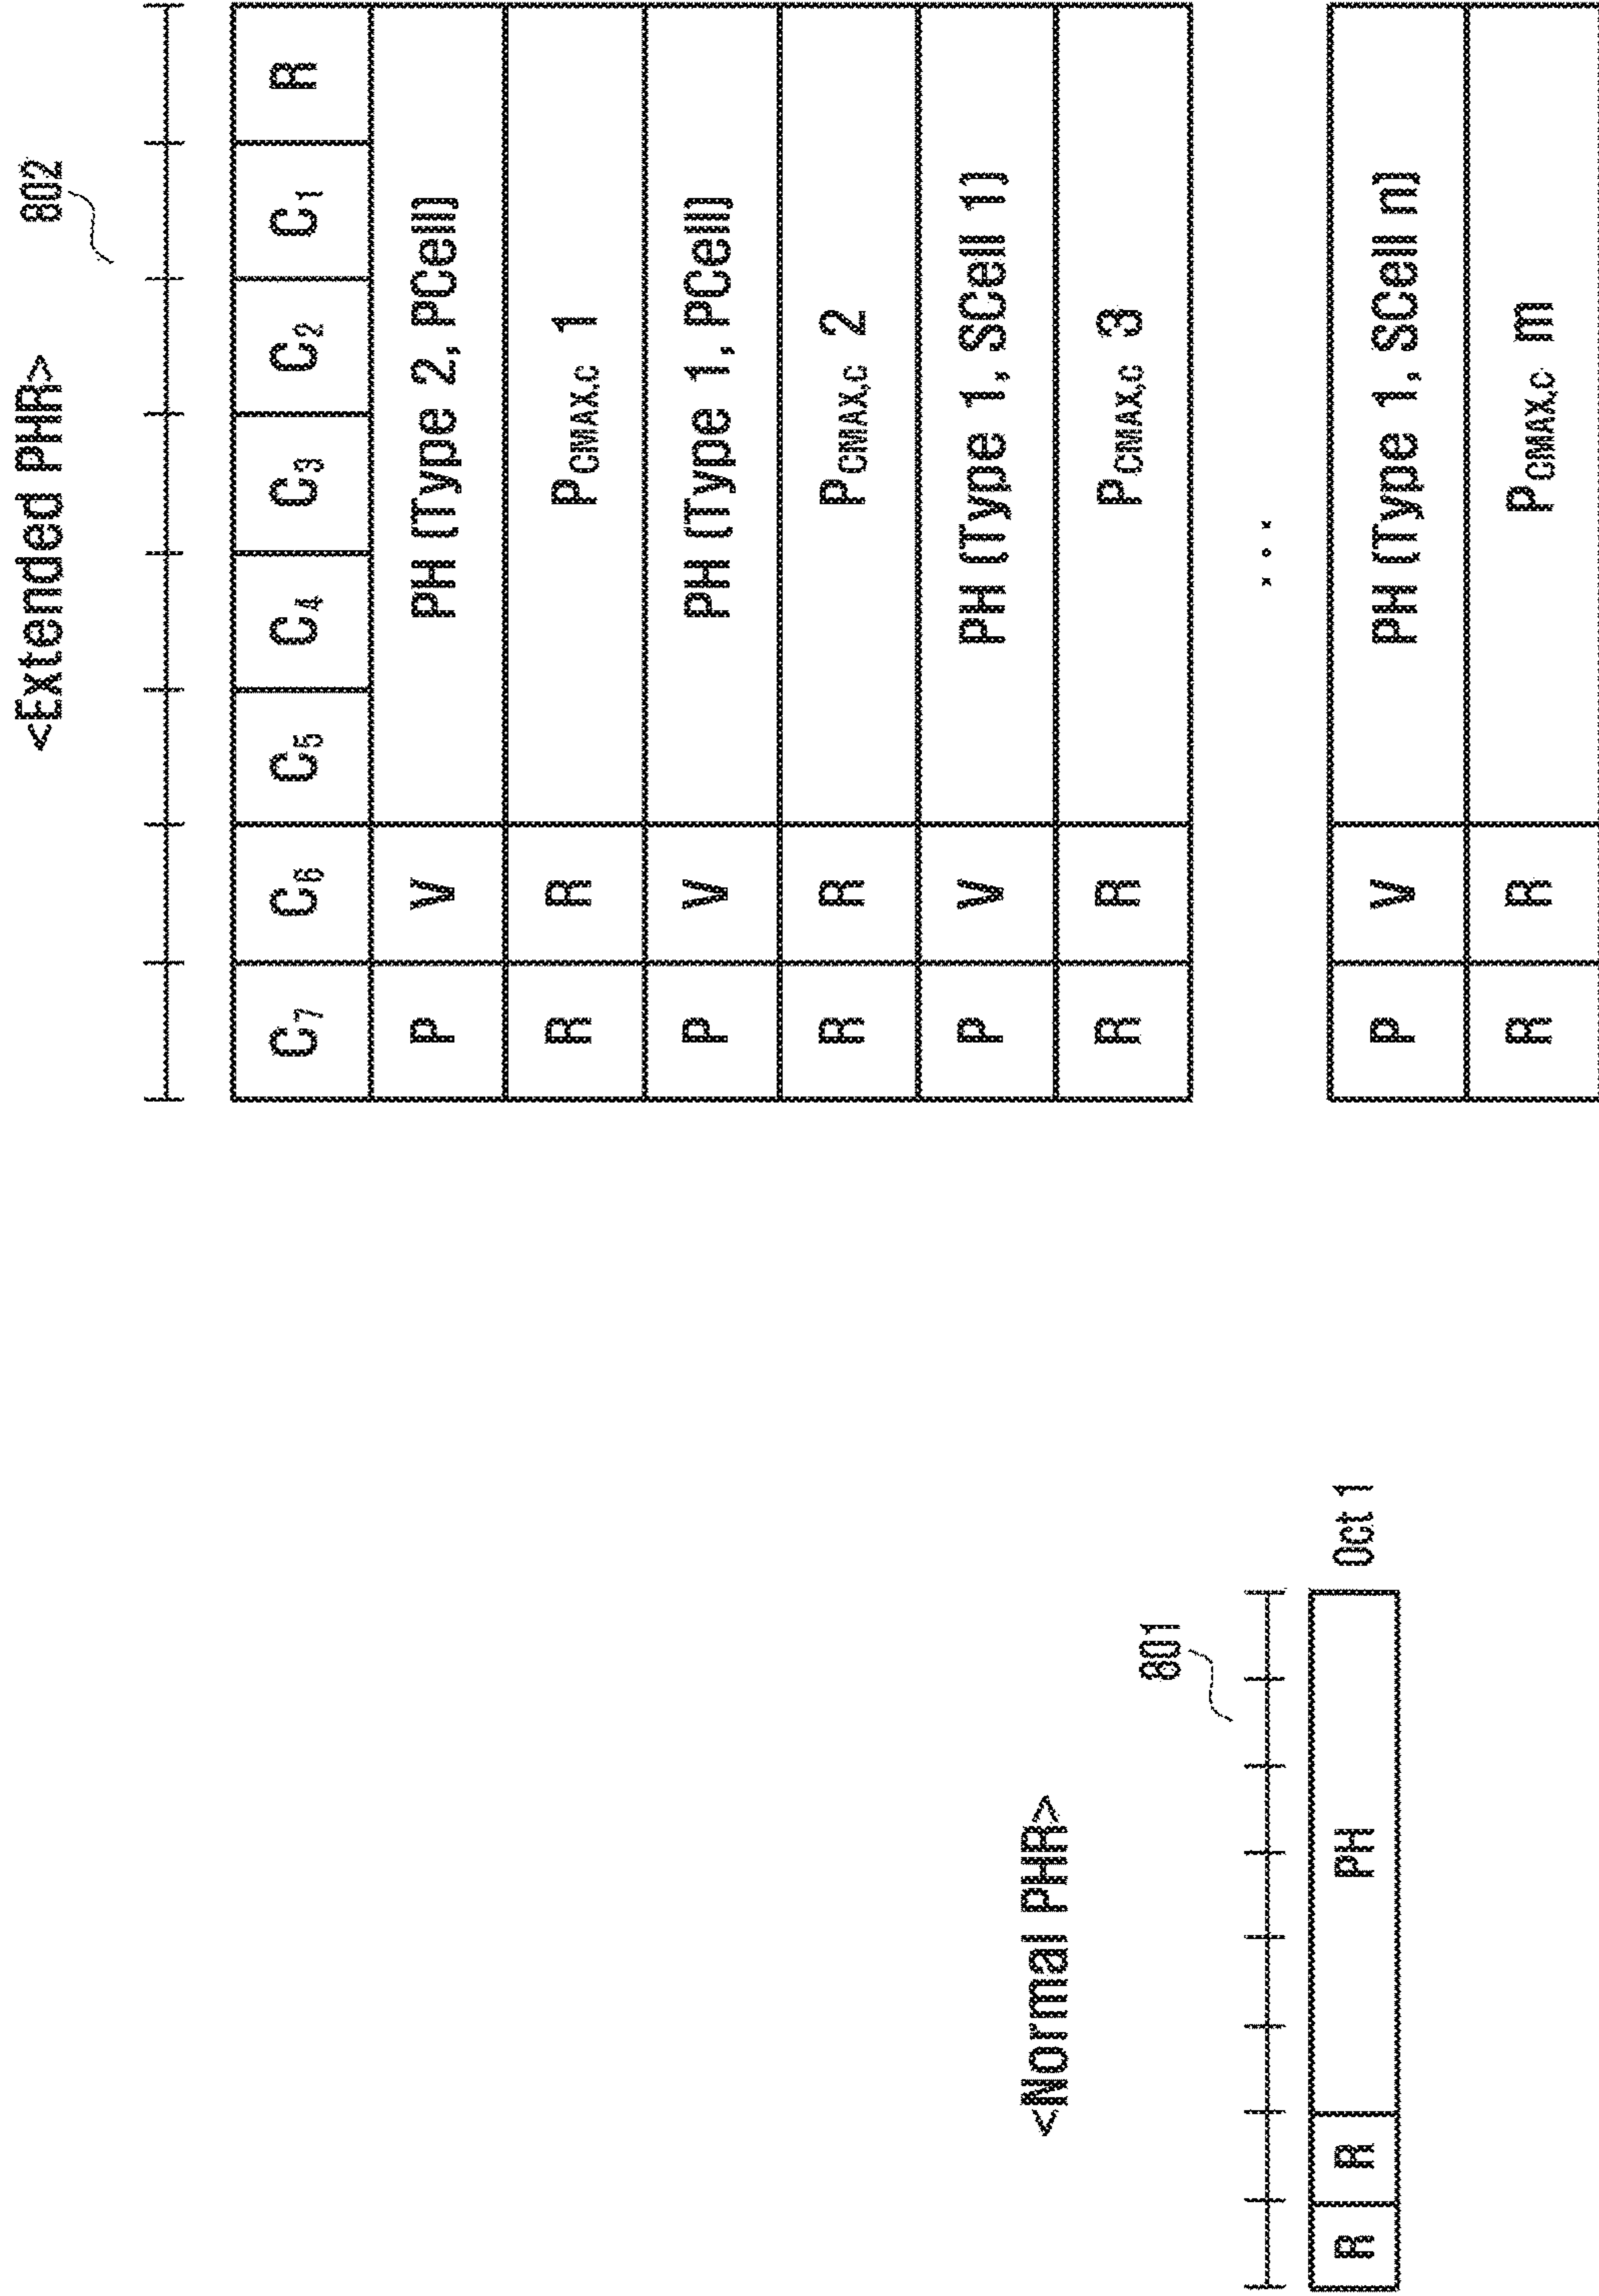 <Normal PHR>
801
R R PH Oct 1
<Extended PHR>
802
C7 C6 C5 C4 C3 C2 C1 R
P V PH (Type 2, PCell)
R R PCMAX,c 1
P V PH (Type 1, PCell)
R R PCMAX,c 2
P V PH (Type 1, SCell 1)
R R PCMAX,c 3
...
P V PH (Type 1, SCell n)
R R PCMAX,c m